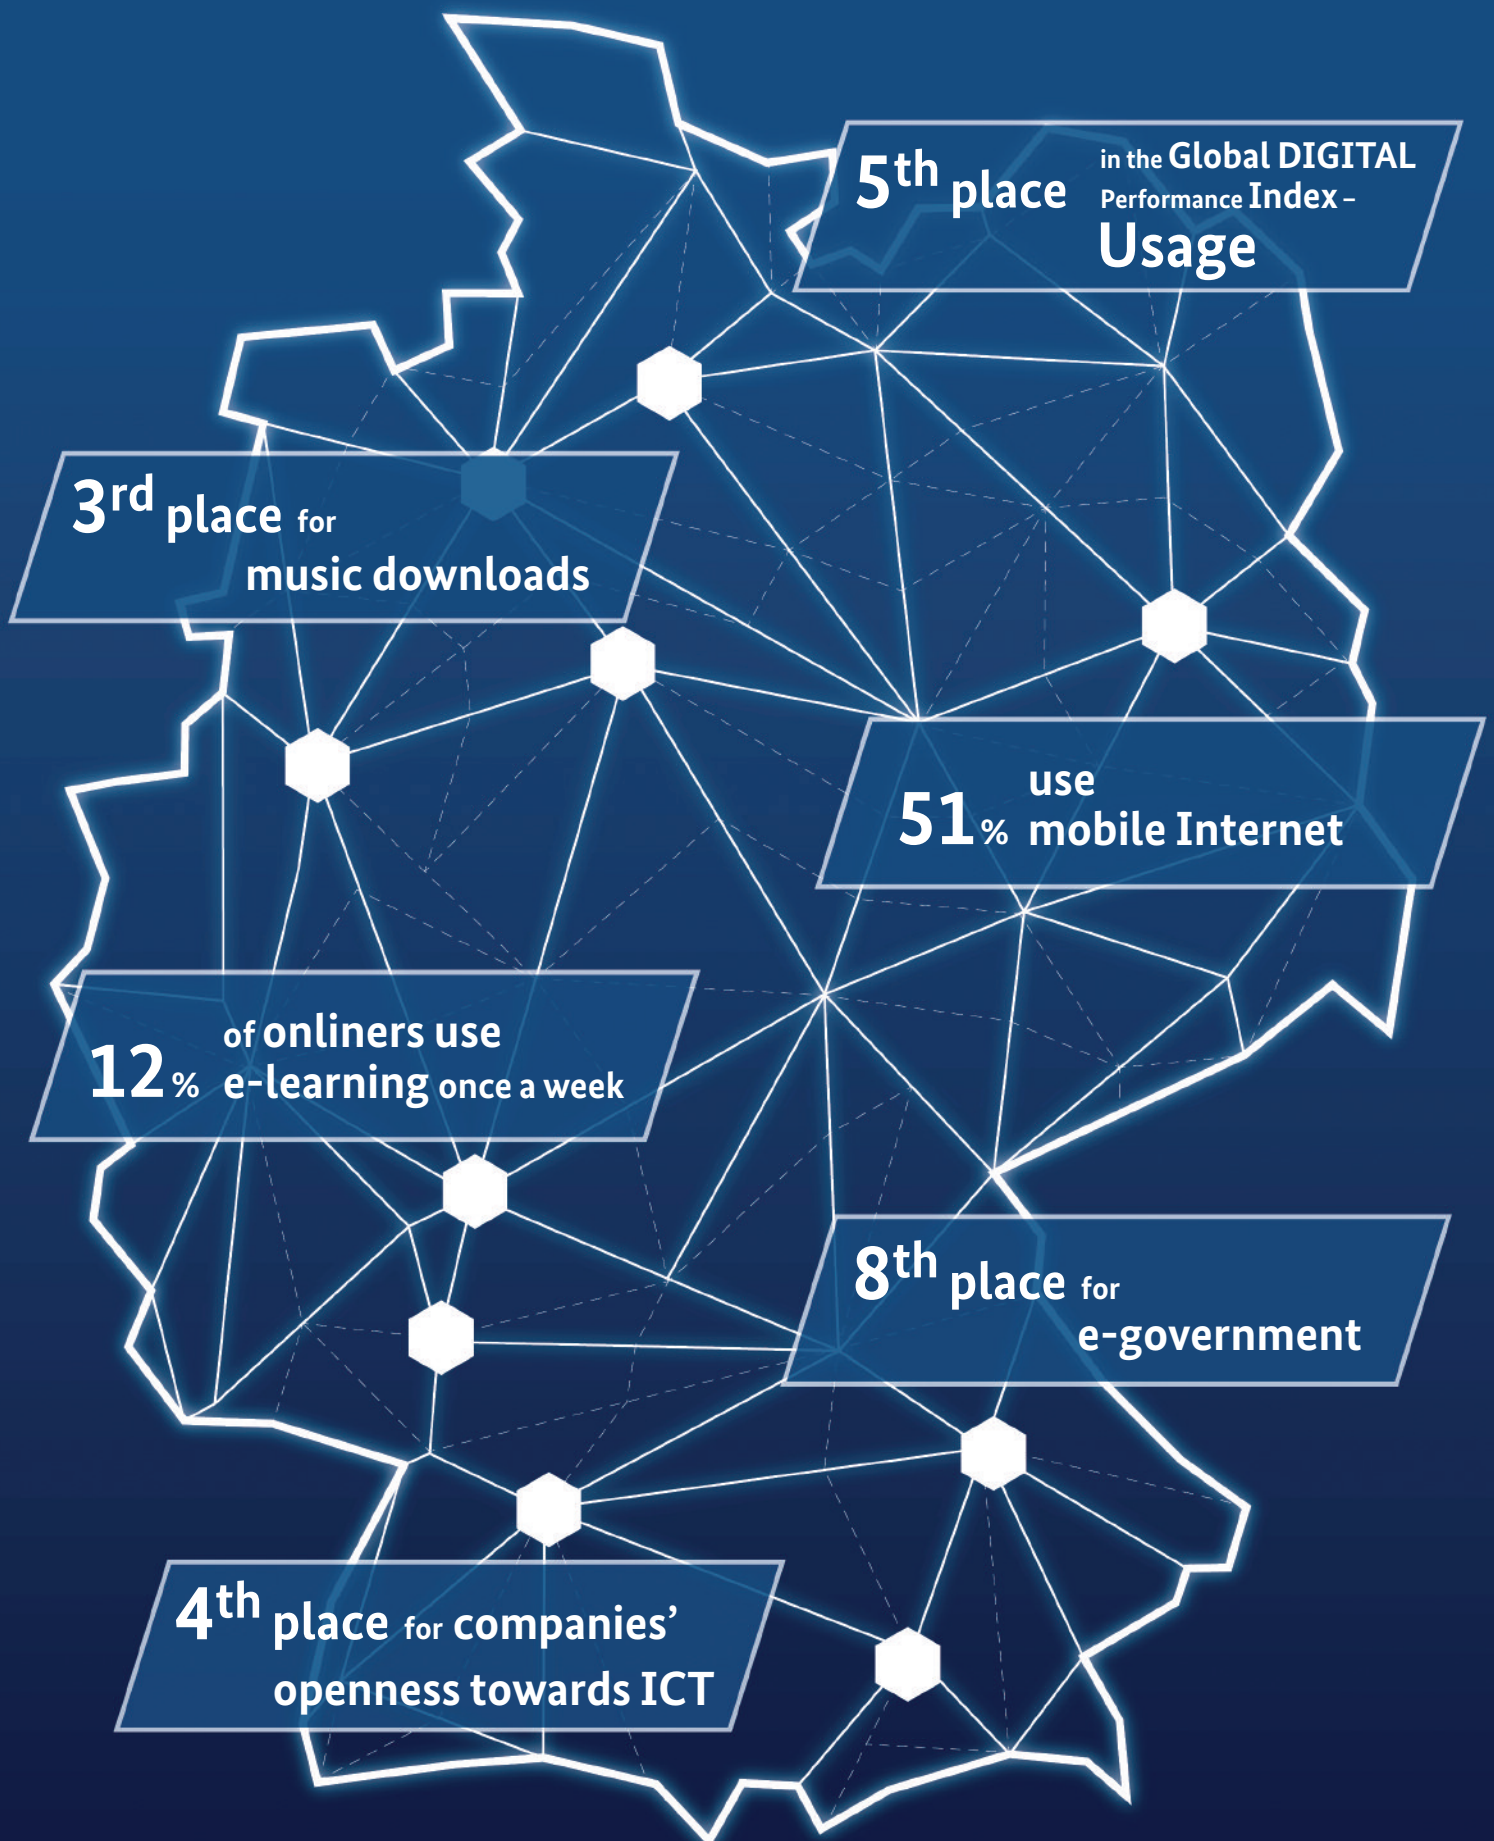 5th place in the Global DIGITAL
Performance Index –
Usage
3rd place for
music downloads
use
51% mobile Internet
of onliners use
12% e-learning once a week
8th place for
e-government
4th place for companies’
openness towards ICT